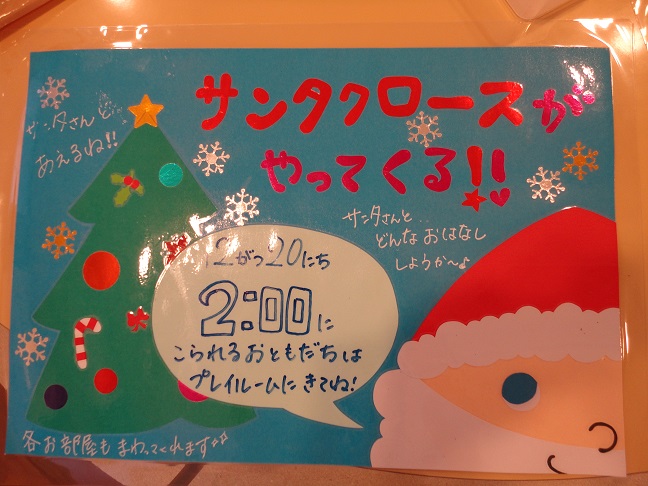 サンタクロースが
やってくる!!
サンタさんと..
あえるね!!
サンタさんと..
どんなおはなし
しようか〜♪
12がつ20にち
2:00に
こられるおともだちは
プレイルームにきてね!
各お部屋もまわってくれます